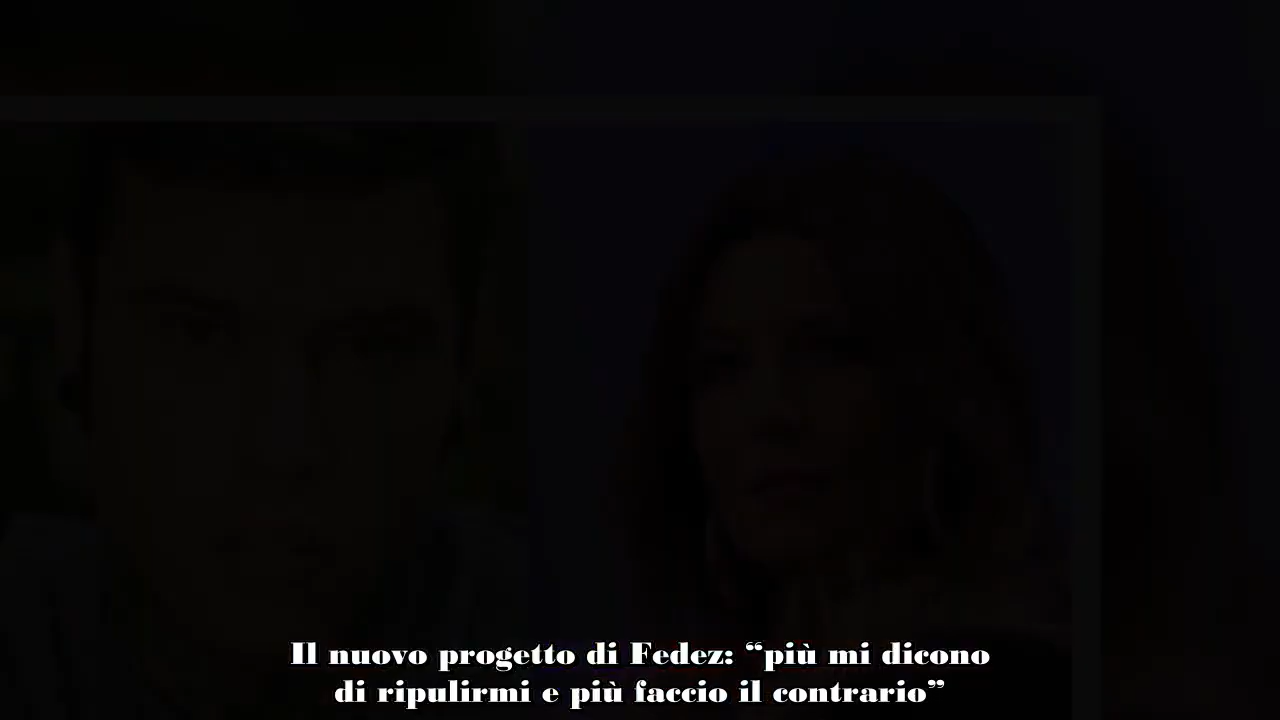 Il nuovo progetto di Fedez: “più mi dicono
di ripulirmi e più faccio il contrario”